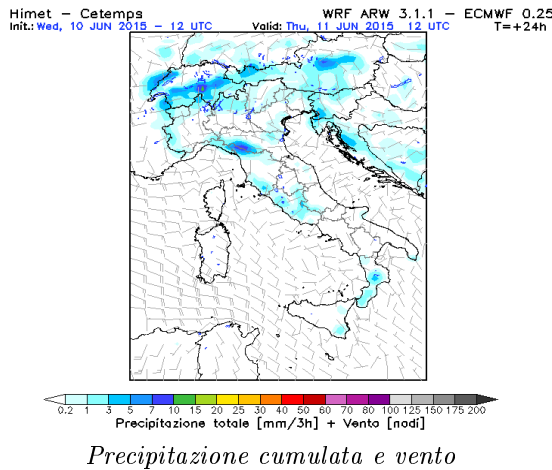 Himet – Cetemps WRF ARW 3.1.1 – ECMWF 0.25
Init.: Wed, 10 JUN 2015 – 12 UTC Valid: Thu, 11 JUN 2015 12 UTC T=+24h
0.2 1 3 5 7 10 15 20 25 30 40 50 60 70 80 100 125 150 175 200
Precipitazione totale [mm/3h] + Vento [nodi]
Precipitazione cumulata e vento